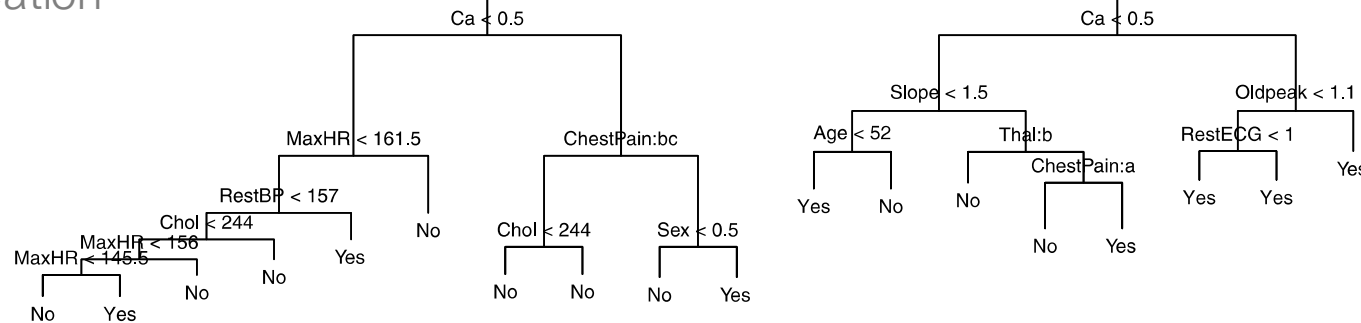 ation
Ca < 0.5
MaxHR < 161.5
ChestPain:bc
RestBP < 157
Chol < 244
MaxHR < 156
MaxHR < 145.5
No
Yes
No
No
Yes
No
Chol < 244
Sex < 0.5
No
No
No
Yes
Ca < 0.5
Slope < 1.5
Oldpeak < 1.1
Age < 52
Thal:b
RestECG < 1
ChestPain:a
Yes
No
No
No
Yes
Yes
Yes
Yes